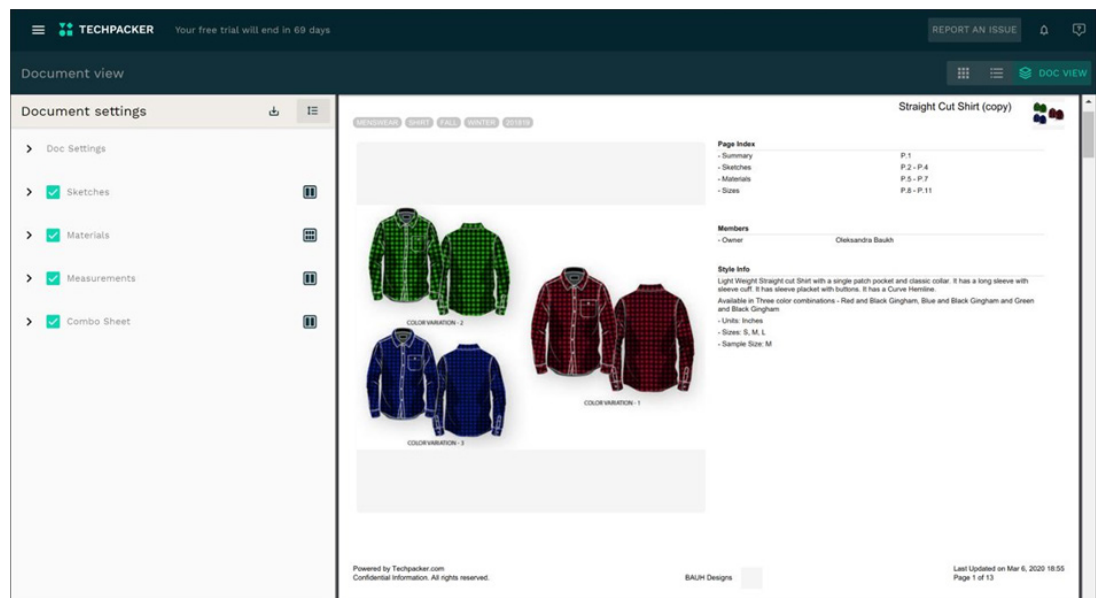 TECHPACKER Your free trial will end in 69 days REPORT AN ISSUE
Document view DOC VIEW
Document settings
Doc Settings
Sketches
Materials
Measurements
Combo Sheet
Straight Cut Shirt (copy)
MENSWEAR SHIRT FALL WINTER 201819
Page Index
- Summary P.1
- Sketches P.2 - P.4
- Materials P.5 - P.7
- Sizes P.8 - P.11
Members
- Owner Oleksandra Baukh
Style Info
Light Weight Straight cut Shirt with a single patch pocket and classic collar. It has a long sleeve with
sleeve cuff. It has sleeve placket with buttons. It has a Curve Hemline.
Available in Three color combinations - Red and Black Gingham, Blue and Black Gingham and Green
and Black Gingham
- Units: Inches
- Sizes: S, M, L
- Sample Size: M
COLOR VARIATION - 2
COLOR VARIATION - 1
COLOR VARIATION - 3
Powered by Techpacker.com
Confidential Information. All rights reserved.
BAUH Designs
Last Updated on Mar 6, 2020 18:55
Page 1 of 13